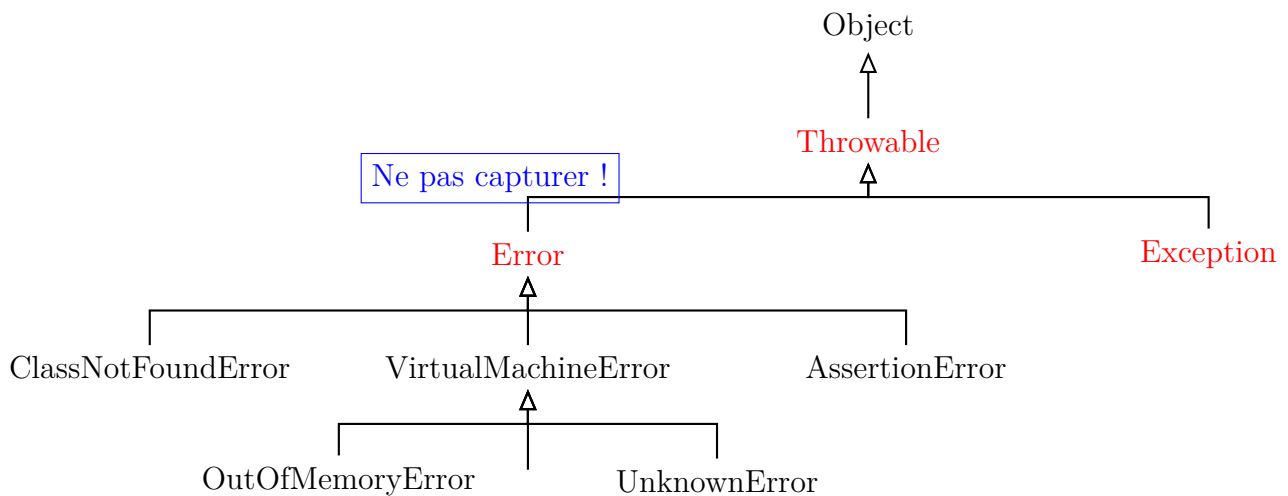 Object
Throwable
Ne pas capturer !
Error
Exception
ClassNotFoundError
VirtualMachineError
AssertionError
OutOfMemoryError
UnknownError